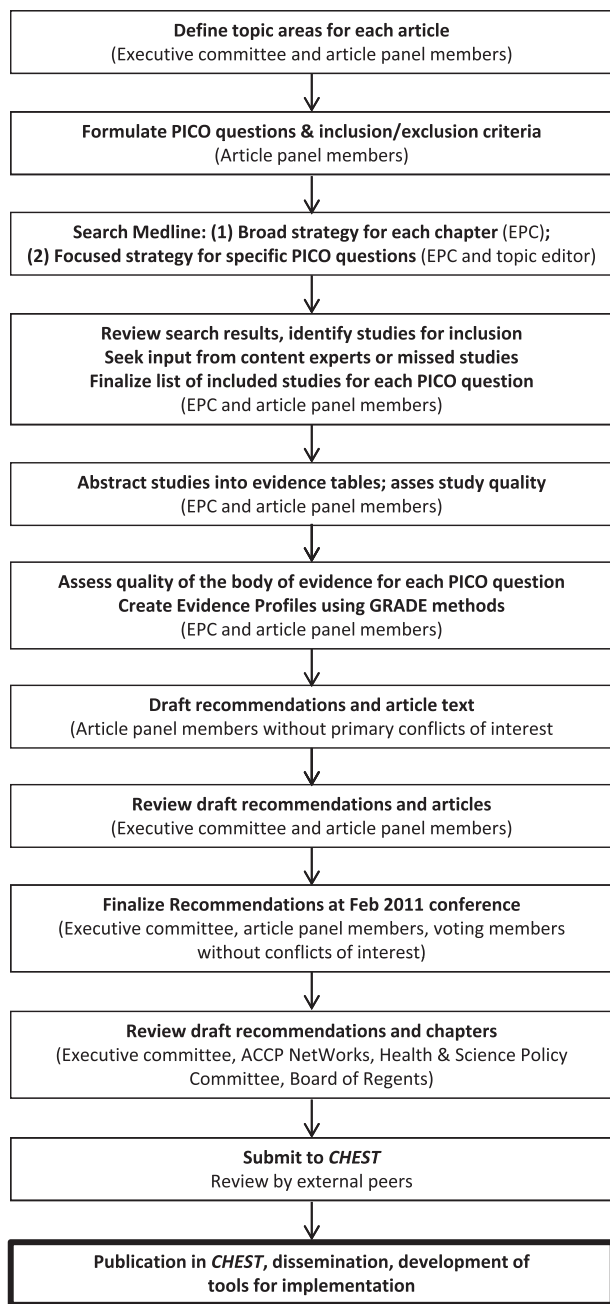 Define topic areas for each article
(Executive committee and article panel members)
Formulate PICO questions & inclusion/exclusion criteria
(Article panel members)
Search Medline: (1) Broad strategy for each chapter (EPC);
(2) Focused strategy for specific PICO questions (EPC and topic editor)
Review search results, identify studies for inclusion
Seek input from content experts or missed studies
Finalize list of included studies for each PICO question
(EPC and article panel members)
Abstract studies into evidence tables; asses study quality
(EPC and article panel members)
Assess quality of the body of evidence for each PICO question
Create Evidence Profiles using GRADE methods
(EPC and article panel members)
Draft recommendations and article text
(Article panel members without primary conflicts of interest
Review draft recommendations and articles
(Executive committee and article panel members)
Finalize Recommendations at Feb 2011 conference
(Executive committee, article panel members, voting members
without conflicts of interest)
Review draft recommendations and chapters
(Executive committee, ACCP NetWorks, Health & Science Policy
Committee, Board of Regents)
Submit to CHEST
Review by external peers
Publication in CHEST, dissemination, development of
tools for implementation